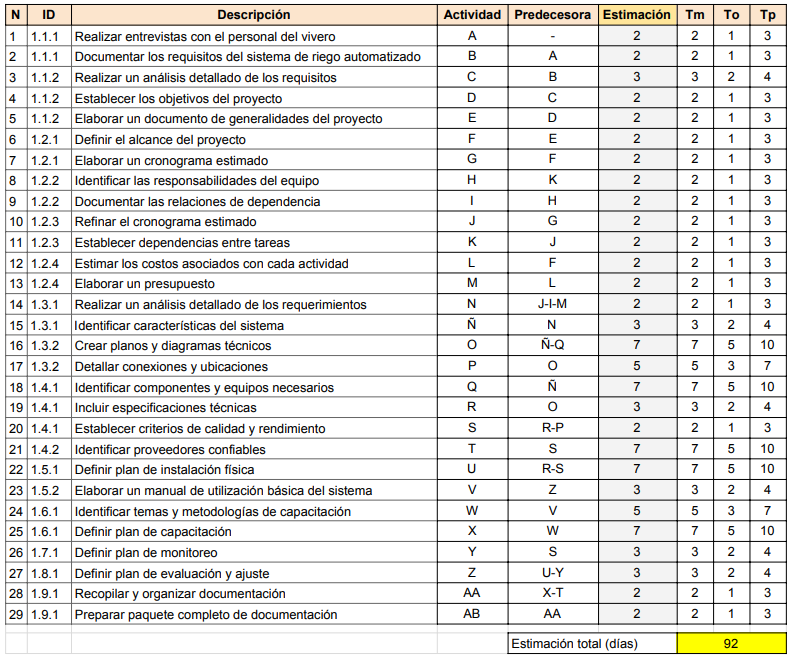 N ID Descripción Actividad Predecesora Estimación Tm To Tp
1 1.1.1 Realizar entrevistas con el personal del vivero A - 2 2 1 3
2 1.1.1 Documentar los requisitos del sistema de riego automatizado B A 2 2 1 3
3 1.1.2 Realizar un análisis detallado de los requisitos C B 3 3 2 4
4 1.1.2 Establecer los objetivos del proyecto D C 2 2 1 3
5 1.1.2 Elaborar un documento de generalidades del proyecto E D 2 2 1 3
6 1.2.1 Definir el alcance del proyecto F E 2 2 1 3
7 1.2.1 Elaborar un cronograma estimado G F 2 2 1 3
8 1.2.2 Identificar las responsabilidades del equipo H K 2 2 1 3
9 1.2.2 Documentar las relaciones de dependencia I H 2 2 1 3
10 1.2.3 Refinar el cronograma estimado J G 2 2 1 3
11 1.2.3 Establecer dependencias entre tareas K J 2 2 1 3
12 1.2.4 Estimar los costos asociados con cada actividad L F 2 2 1 3
13 1.2.4 Elaborar un presupuesto M L 2 2 1 3
14 1.3.1 Realizar un análisis detallado de los requerimientos N J-I-M 2 2 1 3
15 1.3.1 Identificar características del sistema Ñ N 3 3 2 4
16 1.3.2 Crear planos y diagramas técnicos O Ñ-Q 7 7 5 10
17 1.3.2 Detallar conexiones y ubicaciones P O 5 5 3 7
18 1.4.1 Identificar componentes y equipos necesarios Q Ñ 7 7 5 10
19 1.4.1 Incluir especificaciones técnicas R O 3 3 2 4
20 1.4.1 Establecer criterios de calidad y rendimiento S R-P 2 2 1 3
21 1.4.2 Identificar proveedores confiables T S 7 7 5 10
22 1.5.1 Definir plan de instalación física U R-S 7 7 5 10
23 1.5.2 Elaborar un manual de utilización básica del sistema V Z 3 3 2 4
24 1.6.1 Identificar temas y metodologías de capacitación W V 5 5 3 7
25 1.6.1 Definir plan de capacitación X W 7 7 5 10
26 1.7.1 Definir plan de monitoreo Y S 3 3 2 4
27 1.8.1 Definir plan de evaluación y ajuste Z U-Y 3 3 2 4
28 1.9.1 Recopilar y organizar documentación AA X-T 2 2 1 3
29 1.9.1 Preparar paquete completo de documentación AB AA 2 2 1 3
Estimación total (días) 92